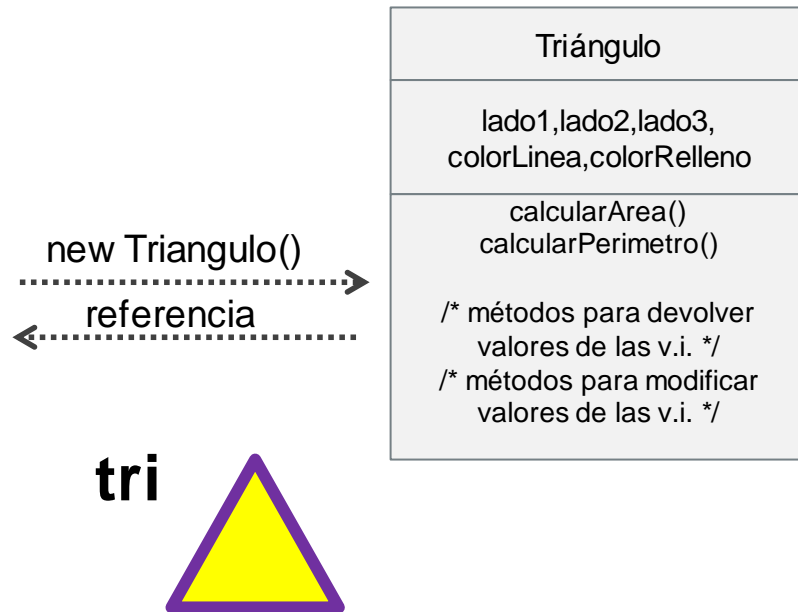 Triángulo
lado1,lado2,lado3,
colorLinea,colorRelleno
calcularArea()
calcularPerimetro()
/* métodos para devolver
valores de las v.i. */
/* métodos para modificar
valores de las v.i. */
new Triangulo()
referencia
tri